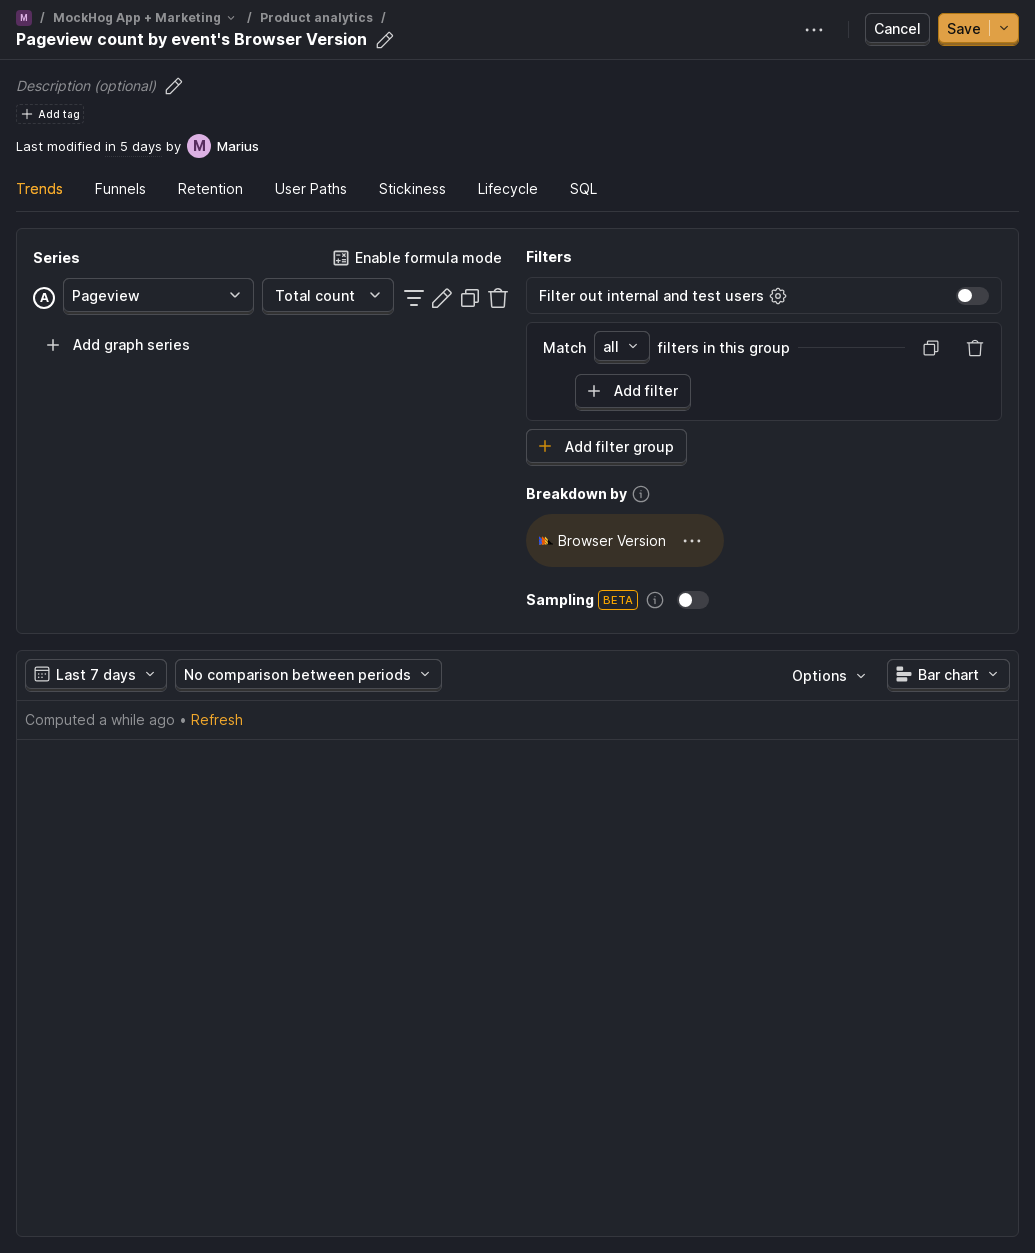 M / MockHog App + Marketing / Product analytics /
Pageview count by event's Browser Version
Cancel
Save
Description (optional)
Add tag
Last modified in 5 days by M Marius
Trends Funnels Retention User Paths Stickiness Lifecycle SQL
Series
Enable formula mode
A Pageview Total count
Add graph series
Filters
Filter out internal and test users
Match all filters in this group
Add filter
Add filter group
Breakdown by
Browser Version
Sampling BETA
Last 7 days No comparison between periods Options Bar chart
Computed a while ago • Refresh